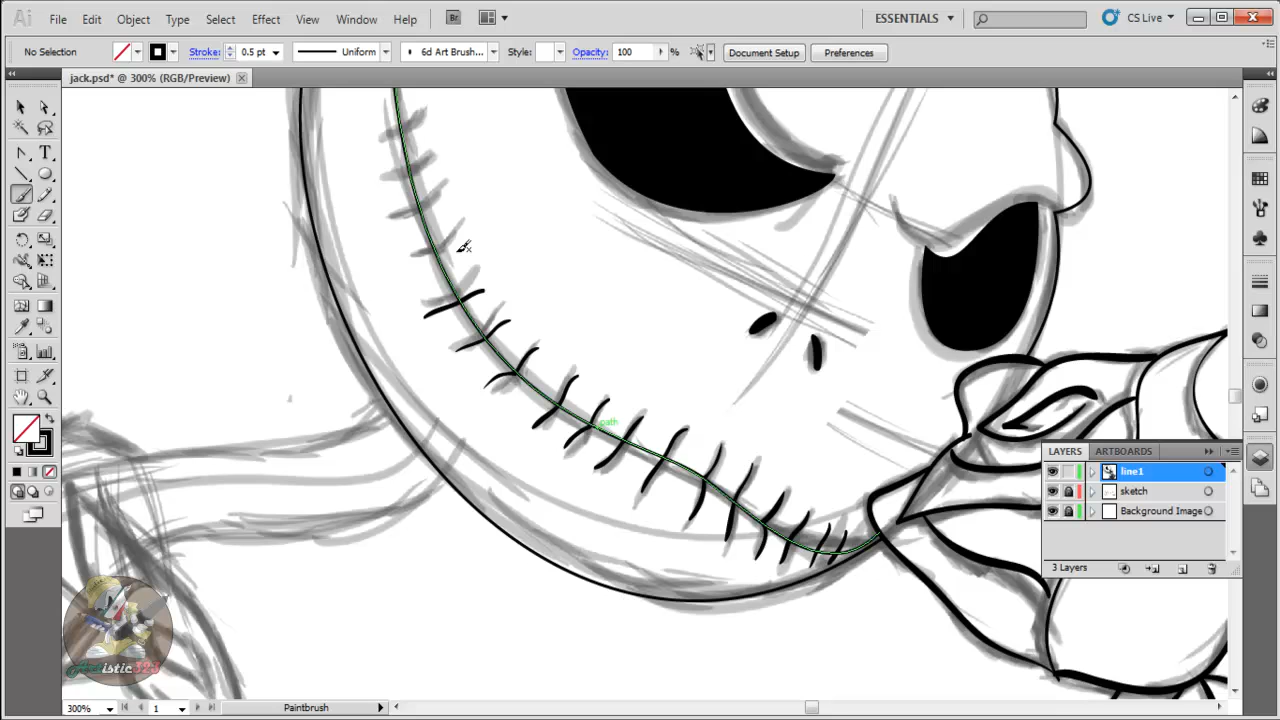 Ai File Edit Object Type Select Effect View Window Help Br ESSENTIALS CS Live
No Selection Stroke: 0.5 pt Uniform 6d Art Brush... Style: Opacity: 100 % Document Setup Preferences
jack.psd* @ 300% (RGB/Preview)
path
LAYERS ARTBOARDS
line1
sketch
Background Image
3 Layers
Artistic323
300% 1 Paintbrush